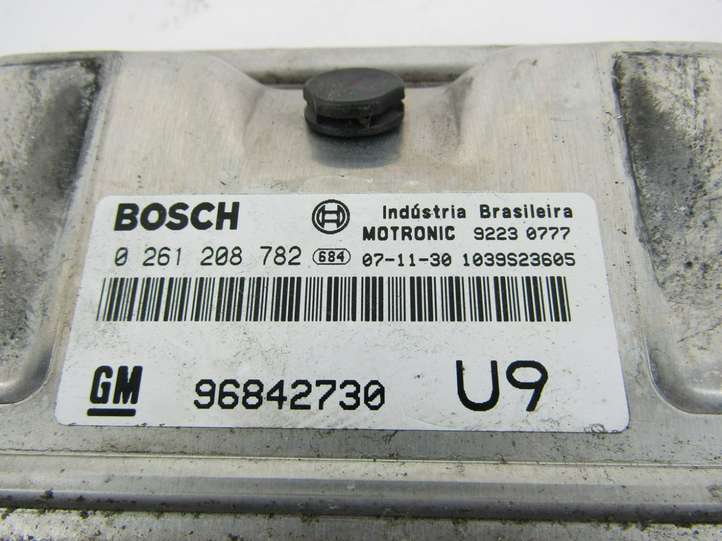 BOSCH Indústria Brasileira
MOTRONIC 9223 0777
0 261 208 782 684 07-11-30 1039S23605
GM 96842730 U9